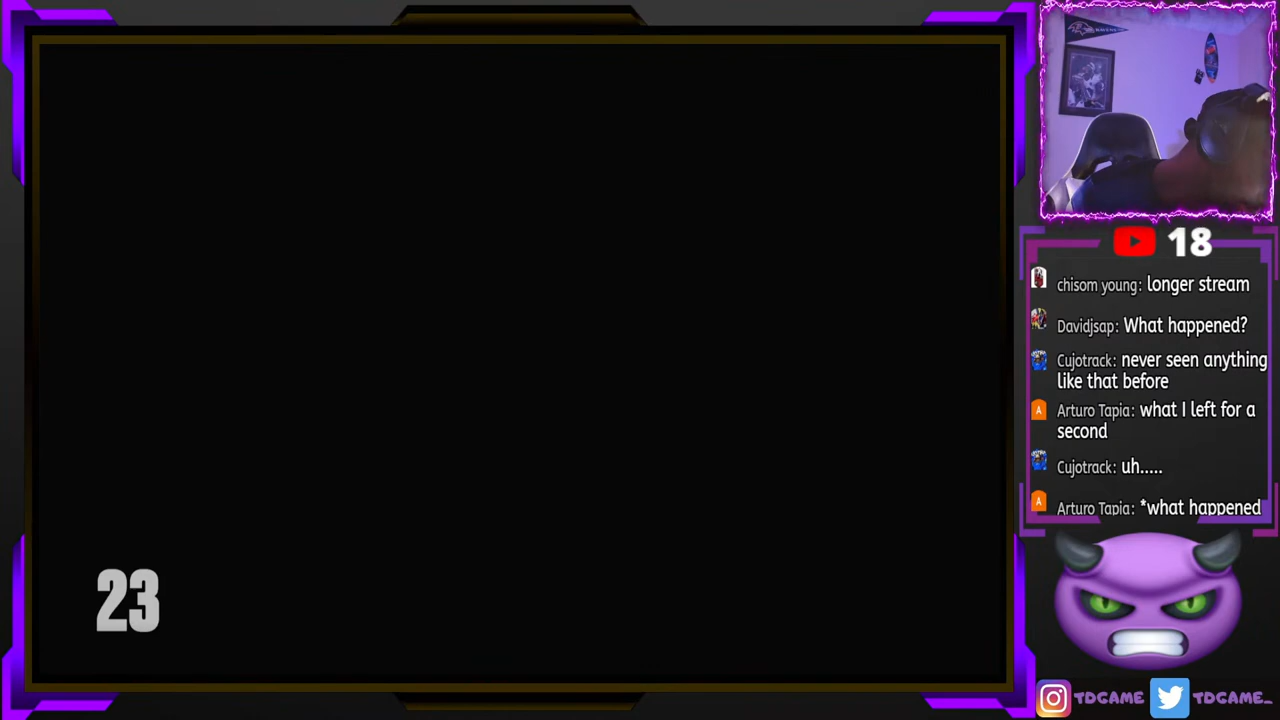 18
chisom young: longer stream
Davidjsap: What happened?
Cujotrack: never seen anything
like that before
A
Arturo Tapia: what I left for a
second
Cujotrack: uh.....
A
Arturo Tapia: *what happened
23
TDGAME
TDGAME_